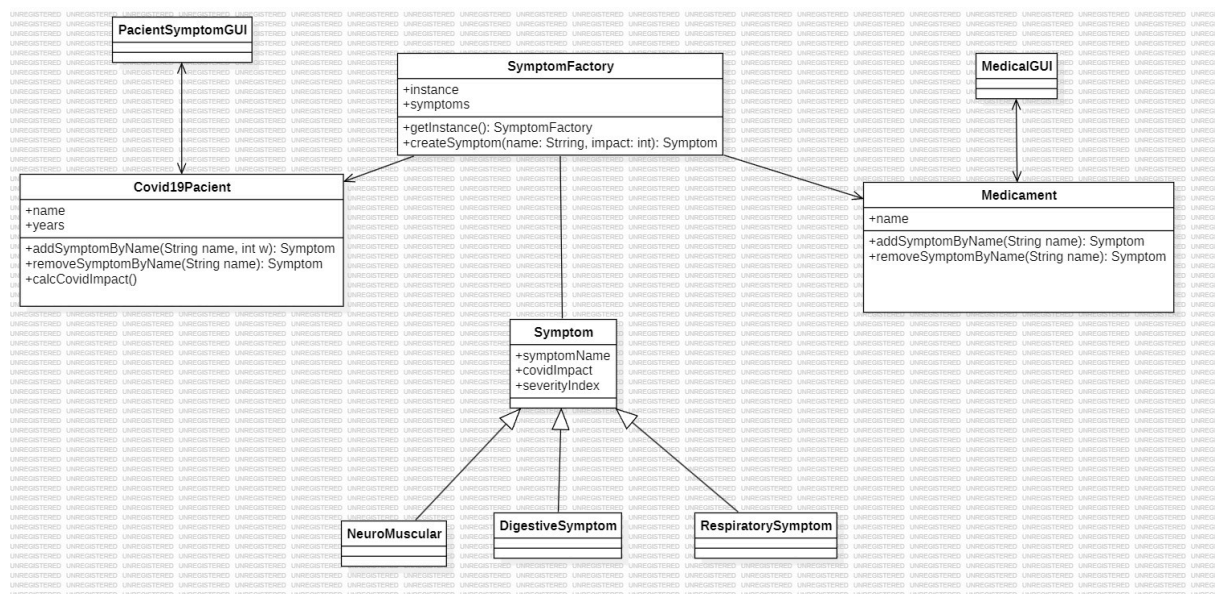 PacientSymptomGUI
SymptomFactory
+instance
+symptoms
+getInstance(): SymptomFactory
+createSymptom(name: Strring, impact: int): Symptom
MedicalGUI
Covid19Pacient
+name
+years
+addSymptomByName(String name, int w): Symptom
+removeSymptomByName(String name): Symptom
+calcCovidImpact()
Medicament
+name
+addSymptomByName(String name): Symptom
+removeSymptomByName(String name): Symptom
Symptom
+symptomName
+covidImpact
+severityIndex
NeuroMuscular
DigestiveSymptom
RespiratorySymptom
UNREGISTERED